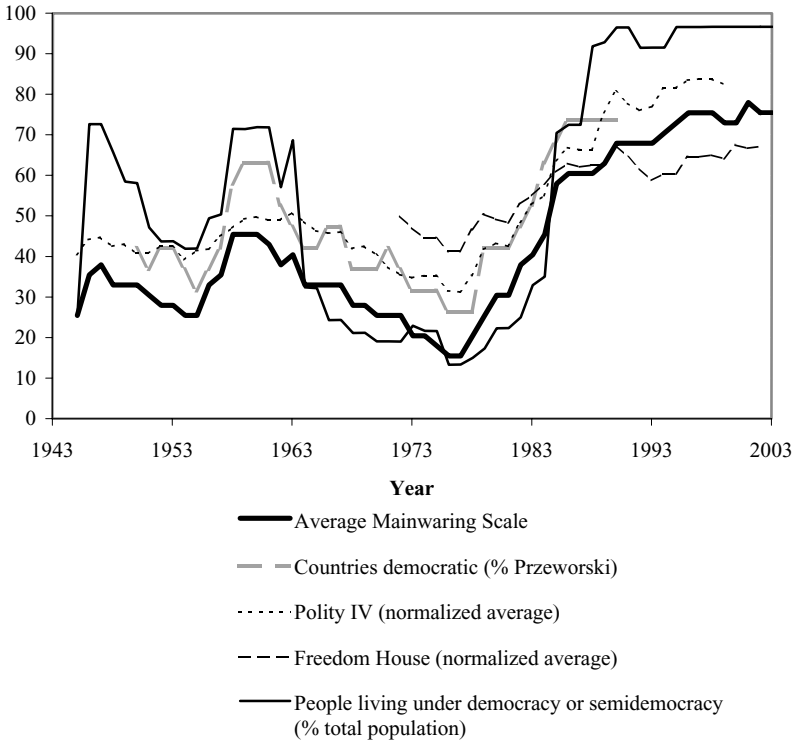 100
90
80
70
60
50
40
30
20
10
0
1943 1953 1963 1973 1983 1993 2003
Year
Average Mainwaring Scale
Countries democratic (% Przeworski)
Polity IV (normalized average)
Freedom House (normalized average)
People living under democracy or semidemocracy
(% total population)